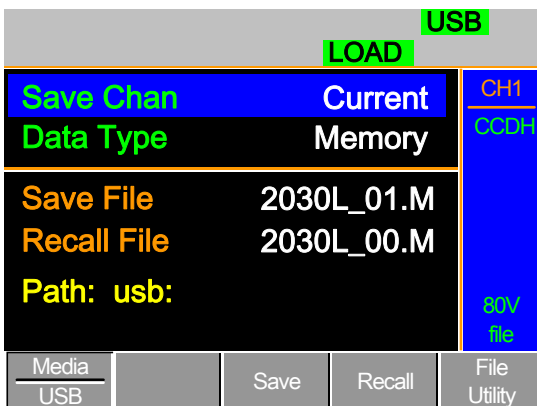 USB
LOAD
Save Chan Current
Data Type Memory
Save File 2030L_01.M
Recall File 2030L_00.M
Path: usb:
CH1
CCDH
80V
file
Media
USB
Save
Recall
File
Utility